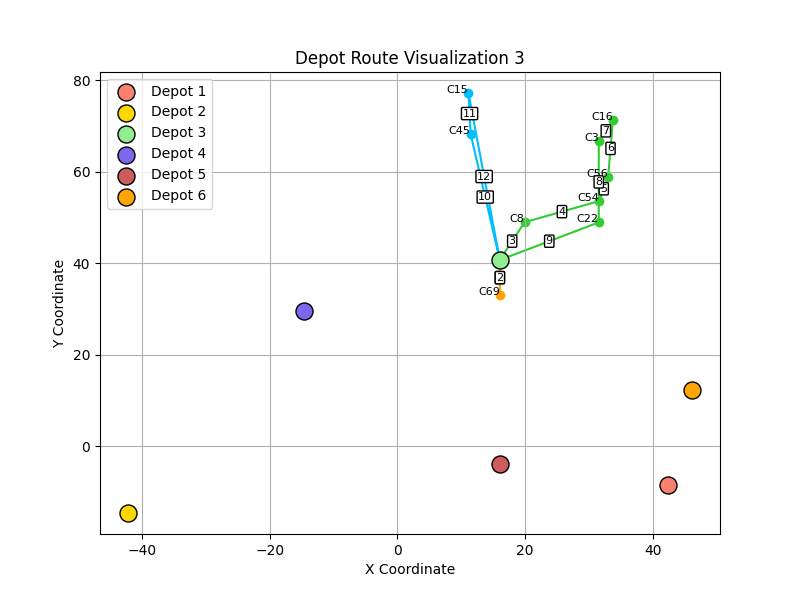 Depot Route Visualization 3
Depot 1
Depot 2
Depot 3
Depot 4
Depot 5
Depot 6
C15
11
C45
12
10
C16
7
C3
6
C56
8
5
C54
4
C8
C22
3
9
2
C69
80
60
40
20
0
Y Coordinate
−40
−20
0
20
40
X Coordinate